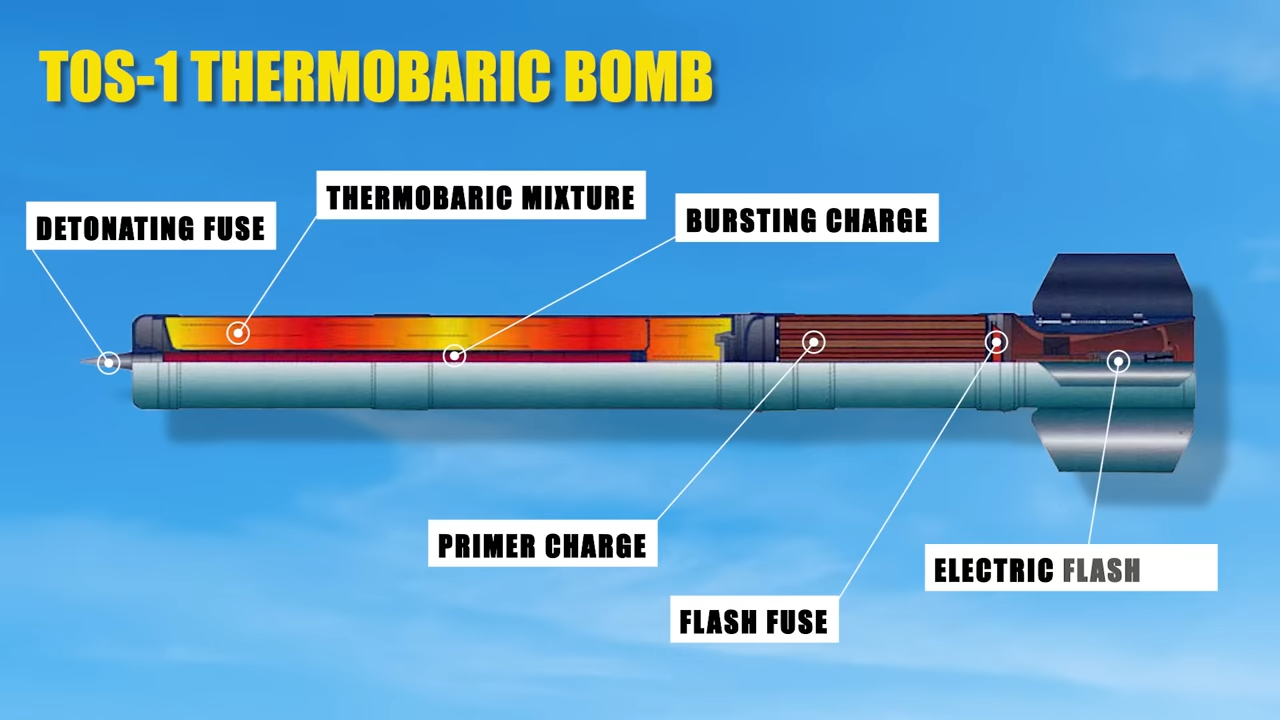 TOS-1 THERMOBARIC BOMB
THERMOBARIC MIXTURE
DETONATING FUSE
BURSTING CHARGE
PRIMER CHARGE
ELECTRIC FLASH
FLASH FUSE